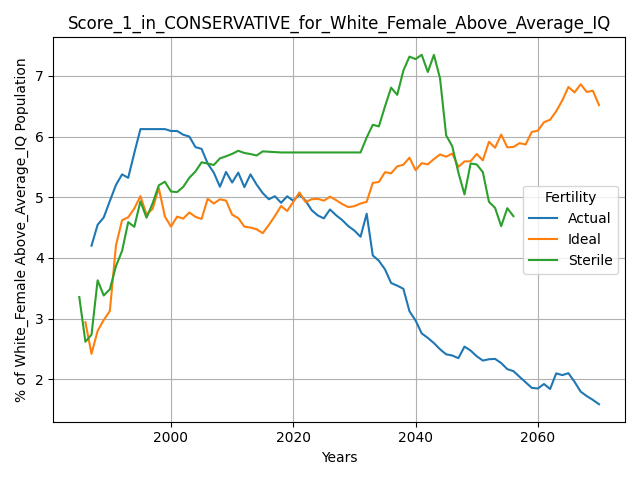 Score_1_in_CONSERVATIVE_for_White_Female_Above_Average_IQ
% of White_Female Above_Average_IQ Population
7
6
5
4
3
2
Fertility
Actual
Ideal
Sterile
2000
2020
2040
2060
Years